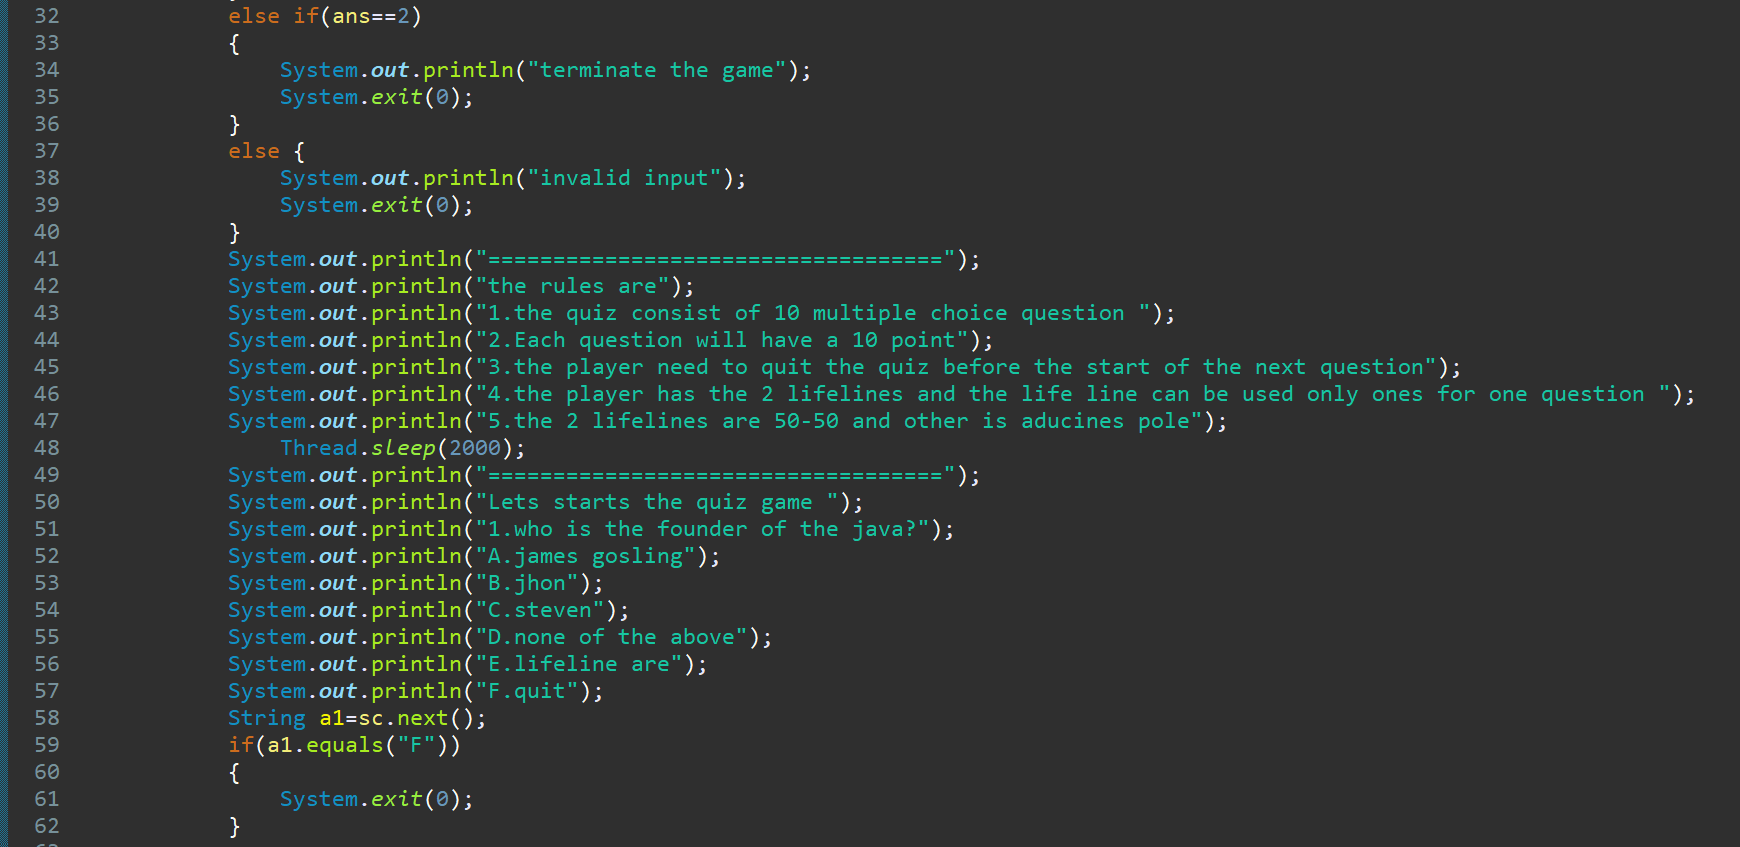 32 else if(ans==2)
33 {
34 System.out.println("terminate the game");
35 System.exit(0);
36 }
37 else {
38 System.out.println("invalid input");
39 System.exit(0);
40 }
41 System.out.println("===================================");
42 System.out.println("the rules are");
43 System.out.println("1.the quiz consist of 10 multiple choice question ");
44 System.out.println("2.Each question will have a 10 point");
45 System.out.println("3.the player need to quit the quiz before the start of the next question");
46 System.out.println("4.the player has the 2 lifelines and the life line can be used only ones for one question ");
47 System.out.println("5.the 2 lifelines are 50-50 and other is aducines pole");
48 Thread.sleep(2000);
49 System.out.println("===================================");
50 System.out.println("Lets starts the quiz game ");
51 System.out.println("1.who is the founder of the java?");
52 System.out.println("A.james gosling");
53 System.out.println("B.jhon");
54 System.out.println("C.steven");
55 System.out.println("D.none of the above");
56 System.out.println("E.lifeline are");
57 System.out.println("F.quit");
58 String a1=sc.next();
59 if(a1.equals("F"))
60 {
61 System.exit(0);
62 }